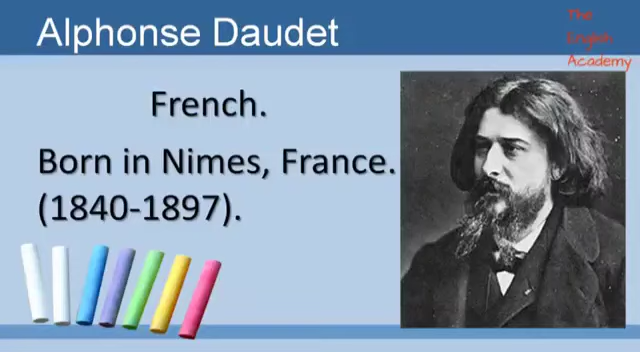 Alphonse Daudet
The
English
Academy
French.
Born in Nimes, France.
(1840-1897).